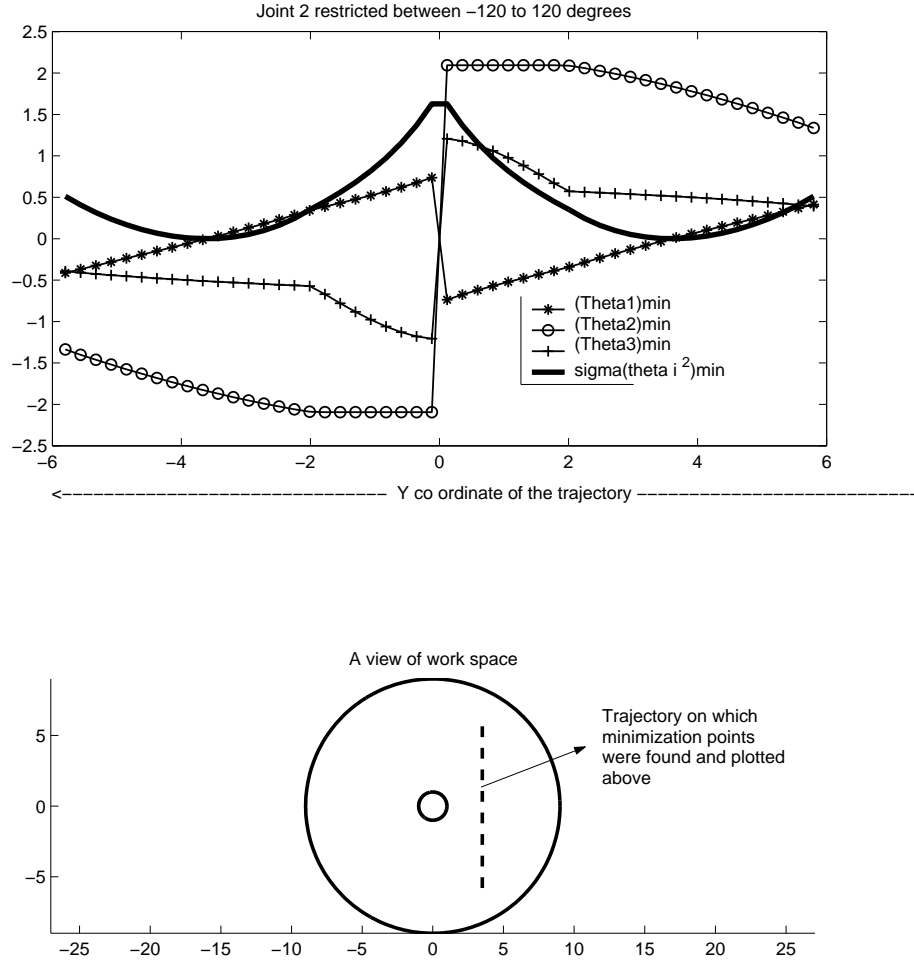 Joint 2 restricted between −120 to 120 degrees
2.5
2
1.5
1
0.5
0
−0.5
−1
−1.5
−2
−2.5
−6 −4 −2 0 2 4 6
(Theta1)min
(Theta2)min
(Theta3)min
sigma(theta i 2)min
<−−−−−−−−−−−−−−−−−−−−−−−−−−−−− Y co ordinate of the trajectory −−−−−−−−−−−−−−−−−−−−−−−−−
A view of work space
5
0
−5
−25 −20 −15 −10 −5 0 5 10 15 20 25
Trajectory on which
minimization points
were found and plotted
above